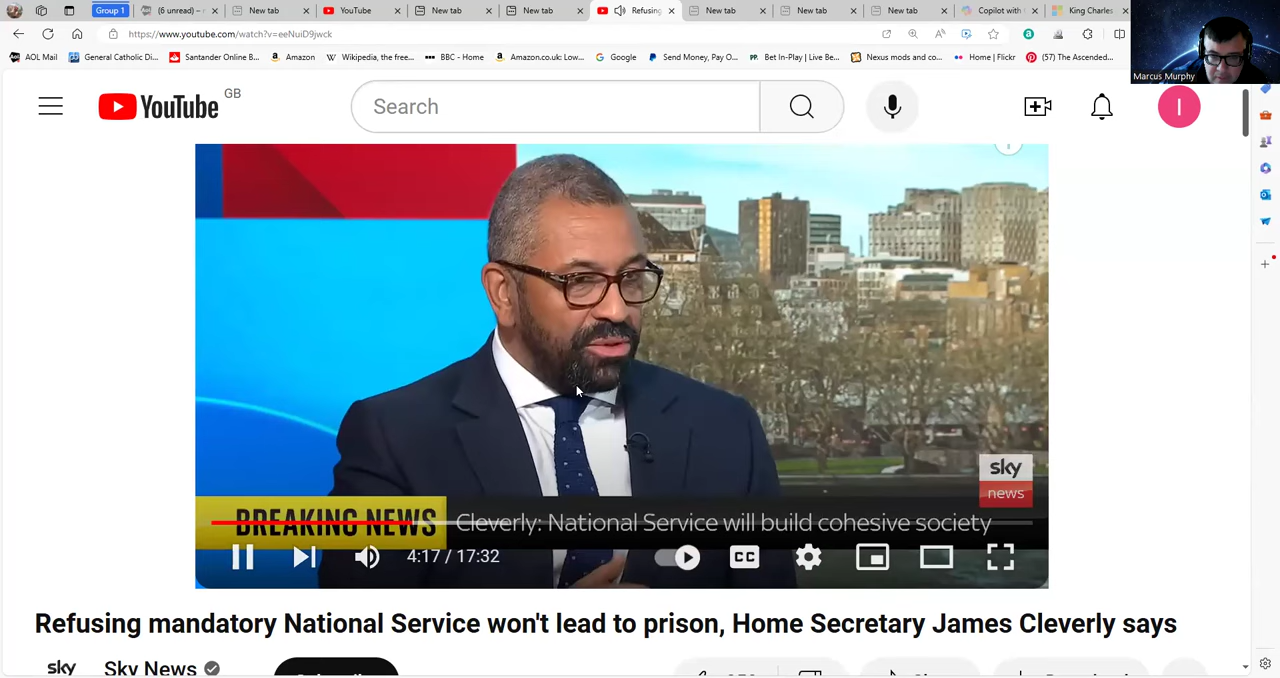 Group 1
(6 unread) –
New tab
YouTube
New tab
New tab
Refusing
New tab
New tab
New tab
Copilot with
King Charles
https://www.youtube.com/watch?v=eeNuiD9jwck
AOL Mail
General Catholic Di...
Santander Online B...
Amazon
Wikipedia, the free...
BBC - Home
Amazon.co.uk: Low...
Google
Send Money, Pay O...
Bet In-Play | Live Be...
Nexus mods and co...
Home | Flickr
(57) The Ascended...
Marcus Murphy
YouTube
GB
Search
I
sky
news
BREAKING NEWS
Cleverly: National Service will build cohesive society
4:17 / 17:32
CC
Refusing mandatory National Service won't lead to prison, Home Secretary James Cleverly says
sky
Sky News